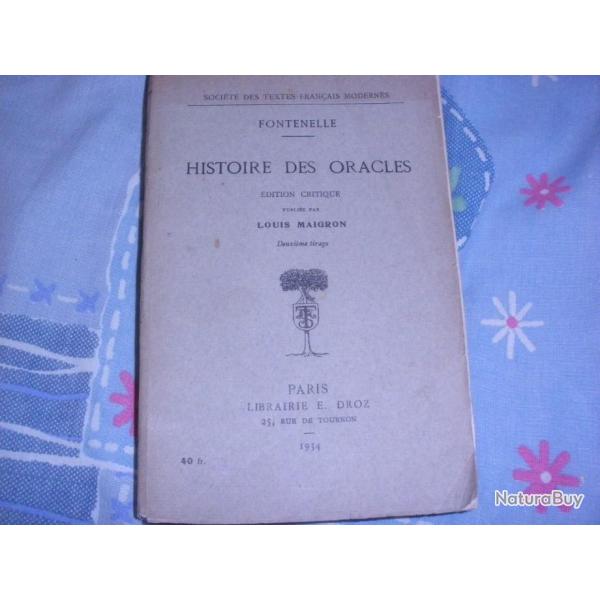 SOCIÉTÉ DES TEXTES FRANÇAIS MODERNES
FONTENELLE
HISTOIRE DES ORACLES
ÉDITION CRITIQUE
PUBLIÉE PAR
LOUIS MAIGRON
Deuxième tirage
PARIS
LIBRAIRIE E. DROZ
25, RUE DE TOURNON
1934
40 fr.
NaturaBuy